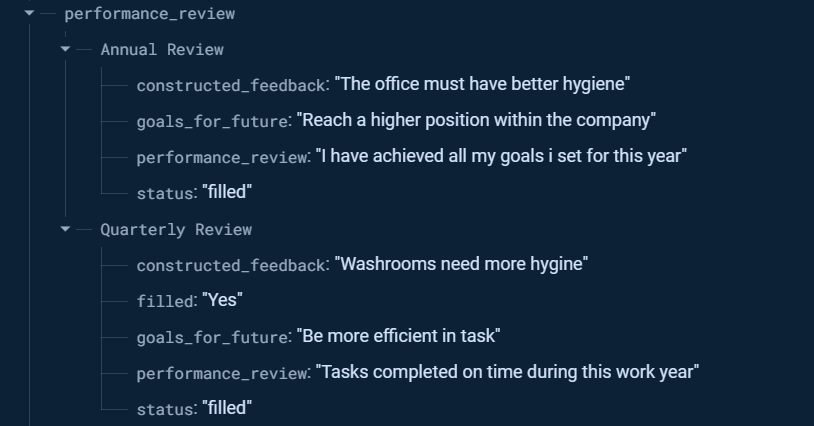 performance_review
Annual Review
constructed_feedback: "The office must have better hygiene"
goals_for_future: "Reach a higher position within the company"
performance_review: "I have achieved all my goals i set for this year"
status: "filled"
Quarterly Review
constructed_feedback: "Washrooms need more hygine"
filled: "Yes"
goals_for_future: "Be more efficient in task"
performance_review: "Tasks completed on time during this work year"
status: "filled"